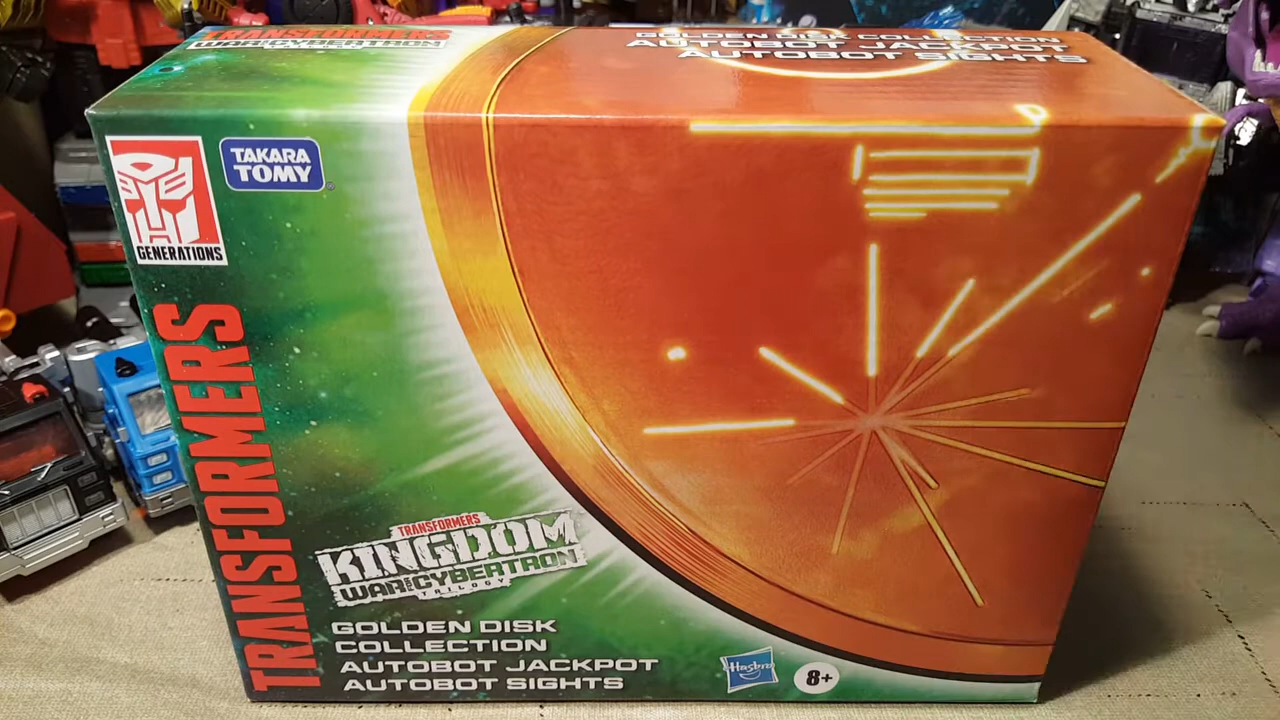 TRANSFORMERS
WAR FOR CYBERTRON
GOLDEN DISK COLLECTION
AUTOBOT JACKPOT
AUTOBOT SIGHTS
GENERATIONS
TAKARA
TOMY
TRANSFORMERS
TRANSFORMERS
KINGDOM
WAR FOR CYBERTRON
TRILOGY
GOLDEN DISK
COLLECTION
AUTOBOT JACKPOT
AUTOBOT SIGHTS
Hasbro
8+